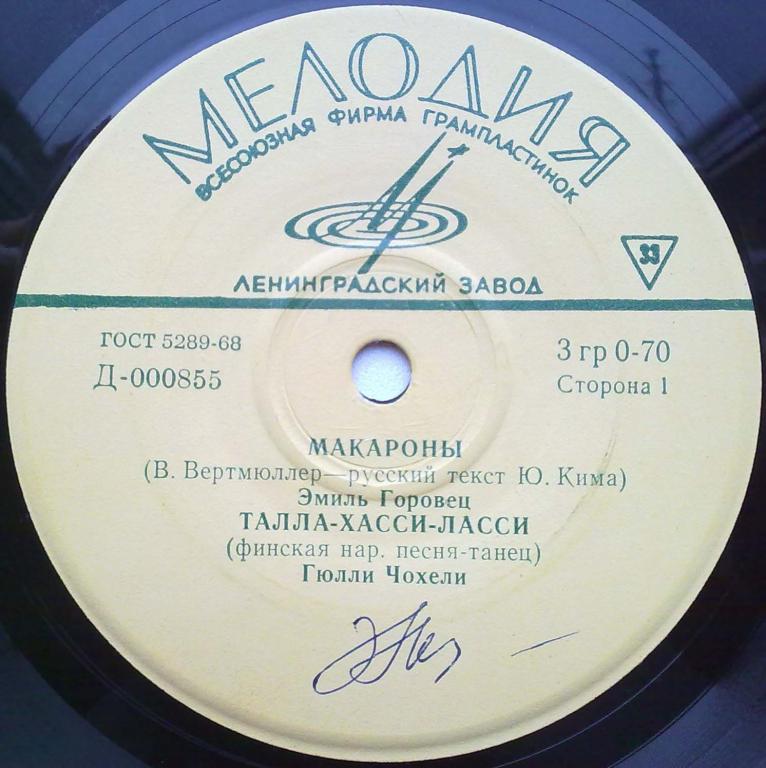 МЕЛОДИЯ
ВСЕСОЮЗНАЯ ФИРМА ГРАМПЛАСТИНОК
33
ЛЕНИНГРАДСКИЙ ЗАВОД
ГОСТ 5289-68
3 гр 0-70
Д-000855
Сторона 1
МАКАРОНЫ
(В. Вертмюллер—русский текст Ю. Кима)
Эмиль Горовец
ТАЛЛА-ХАССИ-ЛАССИ
(финская нар. песня-танец)
Гюлли Чохели